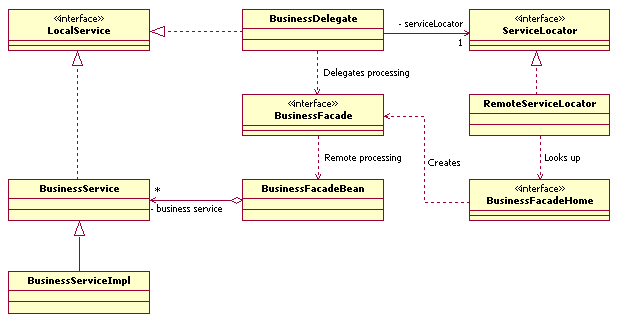 <<interface>>
LocalService
BusinessDelegate
- serviceLocator
1
<<interface>>
ServiceLocator
Delegates processing
<<interface>>
BusinessFacade
RemoteServiceLocator
Remote processing
Creates
Looks up
BusinessService
*
- business service
BusinessFacadeBean
<<interface>>
BusinessFacadeHome
BusinessServiceImpl